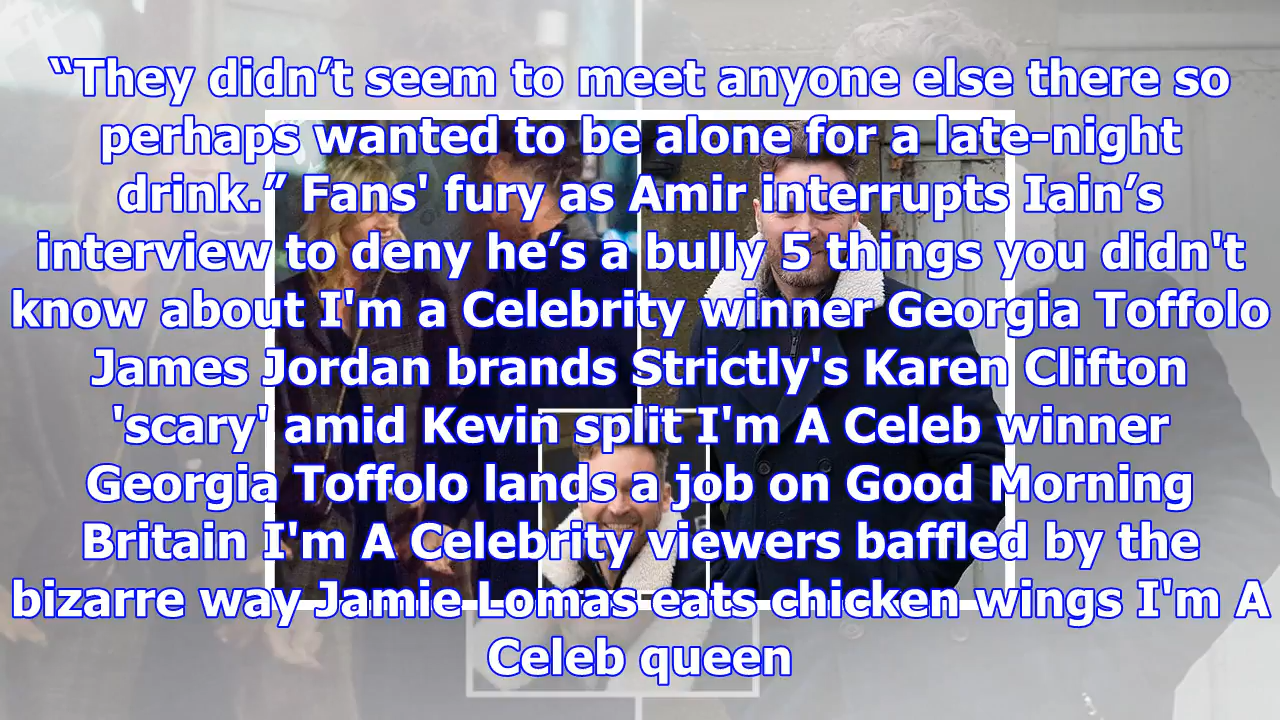 “They didn’t seem to meet anyone else there so
perhaps wanted to be alone for a late-night
drink.” Fans' fury as Amir interrupts Iain’s
interview to deny he’s a bully 5 things you didn't
know about I'm a Celebrity winner Georgia Toffolo
James Jordan brands Strictly's Karen Clifton
'scary' amid Kevin split I'm A Celeb winner
Georgia Toffolo lands a job on Good Morning
Britain I'm A Celebrity viewers baffled by the
bizarre way Jamie Lomas eats chicken wings I'm A
Celeb queen